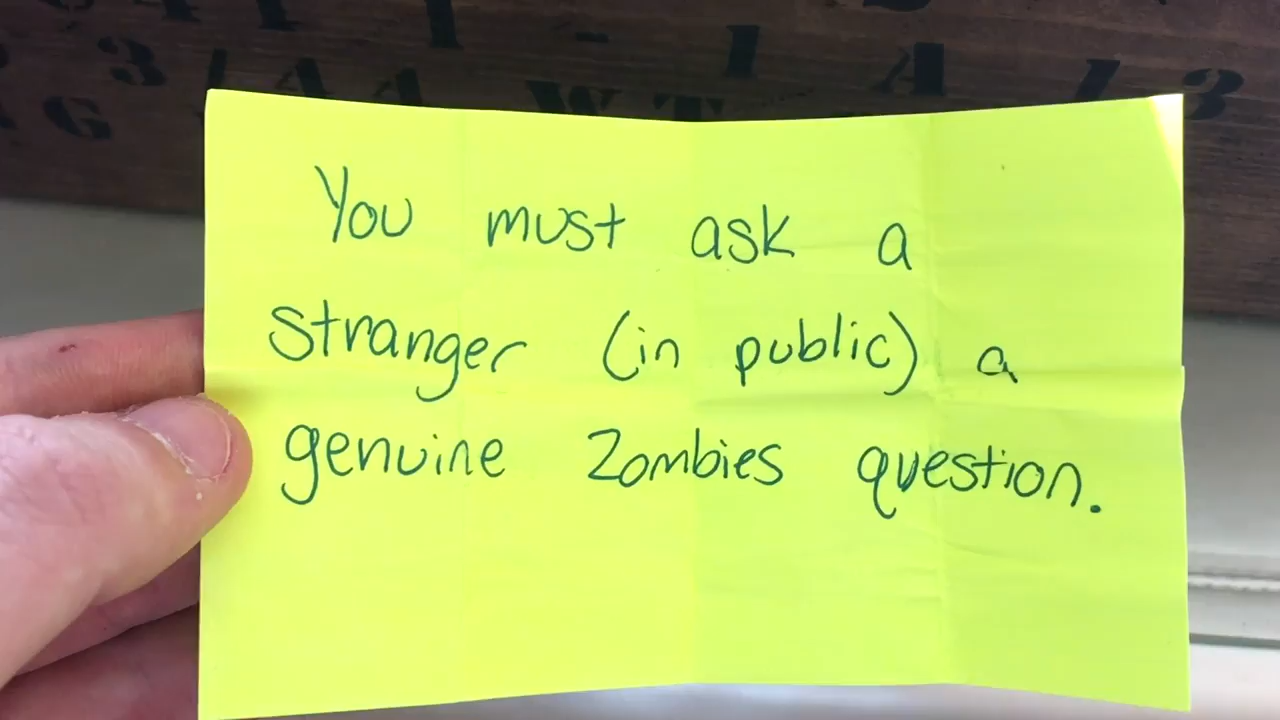 You must ask a
stranger (in public) a
genuine Zombies question.